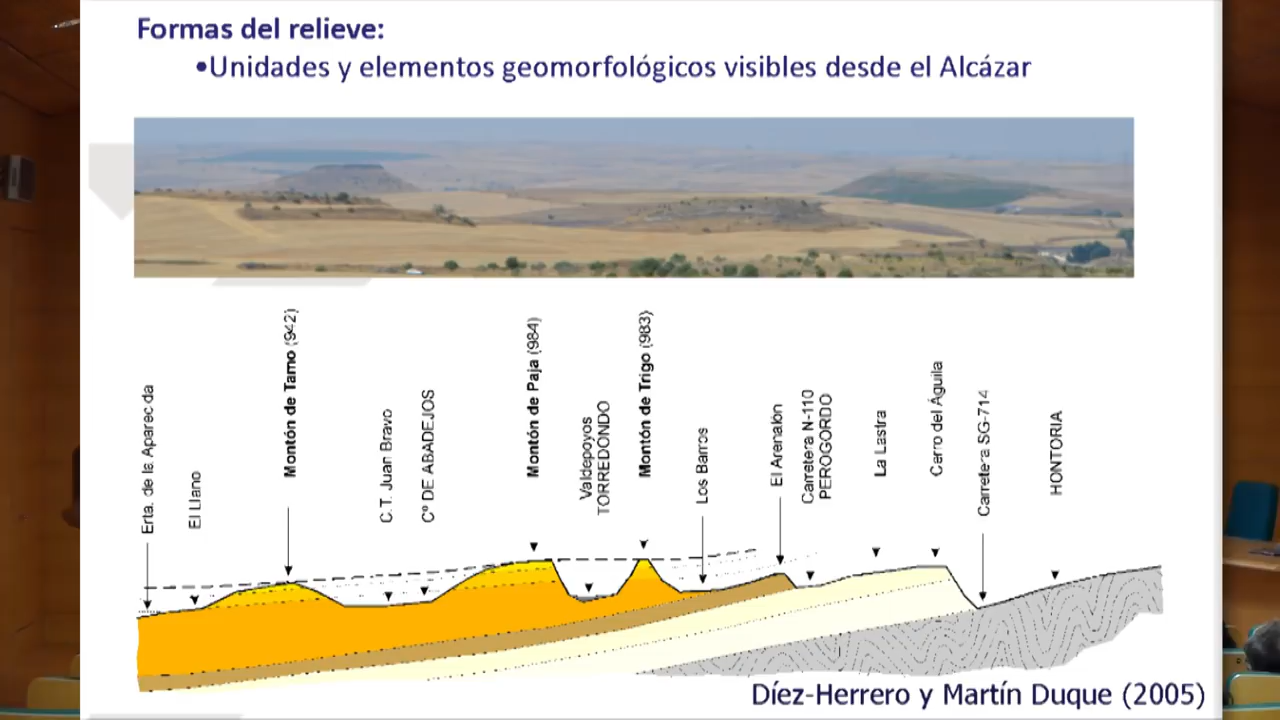 Formas del relieve:
•Unidades y elementos geomorfológicos visibles desde el Alcázar
Erta. de la Aparecida
El Llano
Montón de Tamo (942)
C.T. Juan Bravo
Cº DE ABADEJOS
Montón de Paja (984)
Valdepoyos
TORREDONDO
Montón de Trigo (983)
Los Barros
El Arenalón
Carretera N-110
PEROGORDO
La Lastra
Cerro del Águila
Carretera SG-714
HONTORIA
Díez-Herrero y Martín Duque (2005)